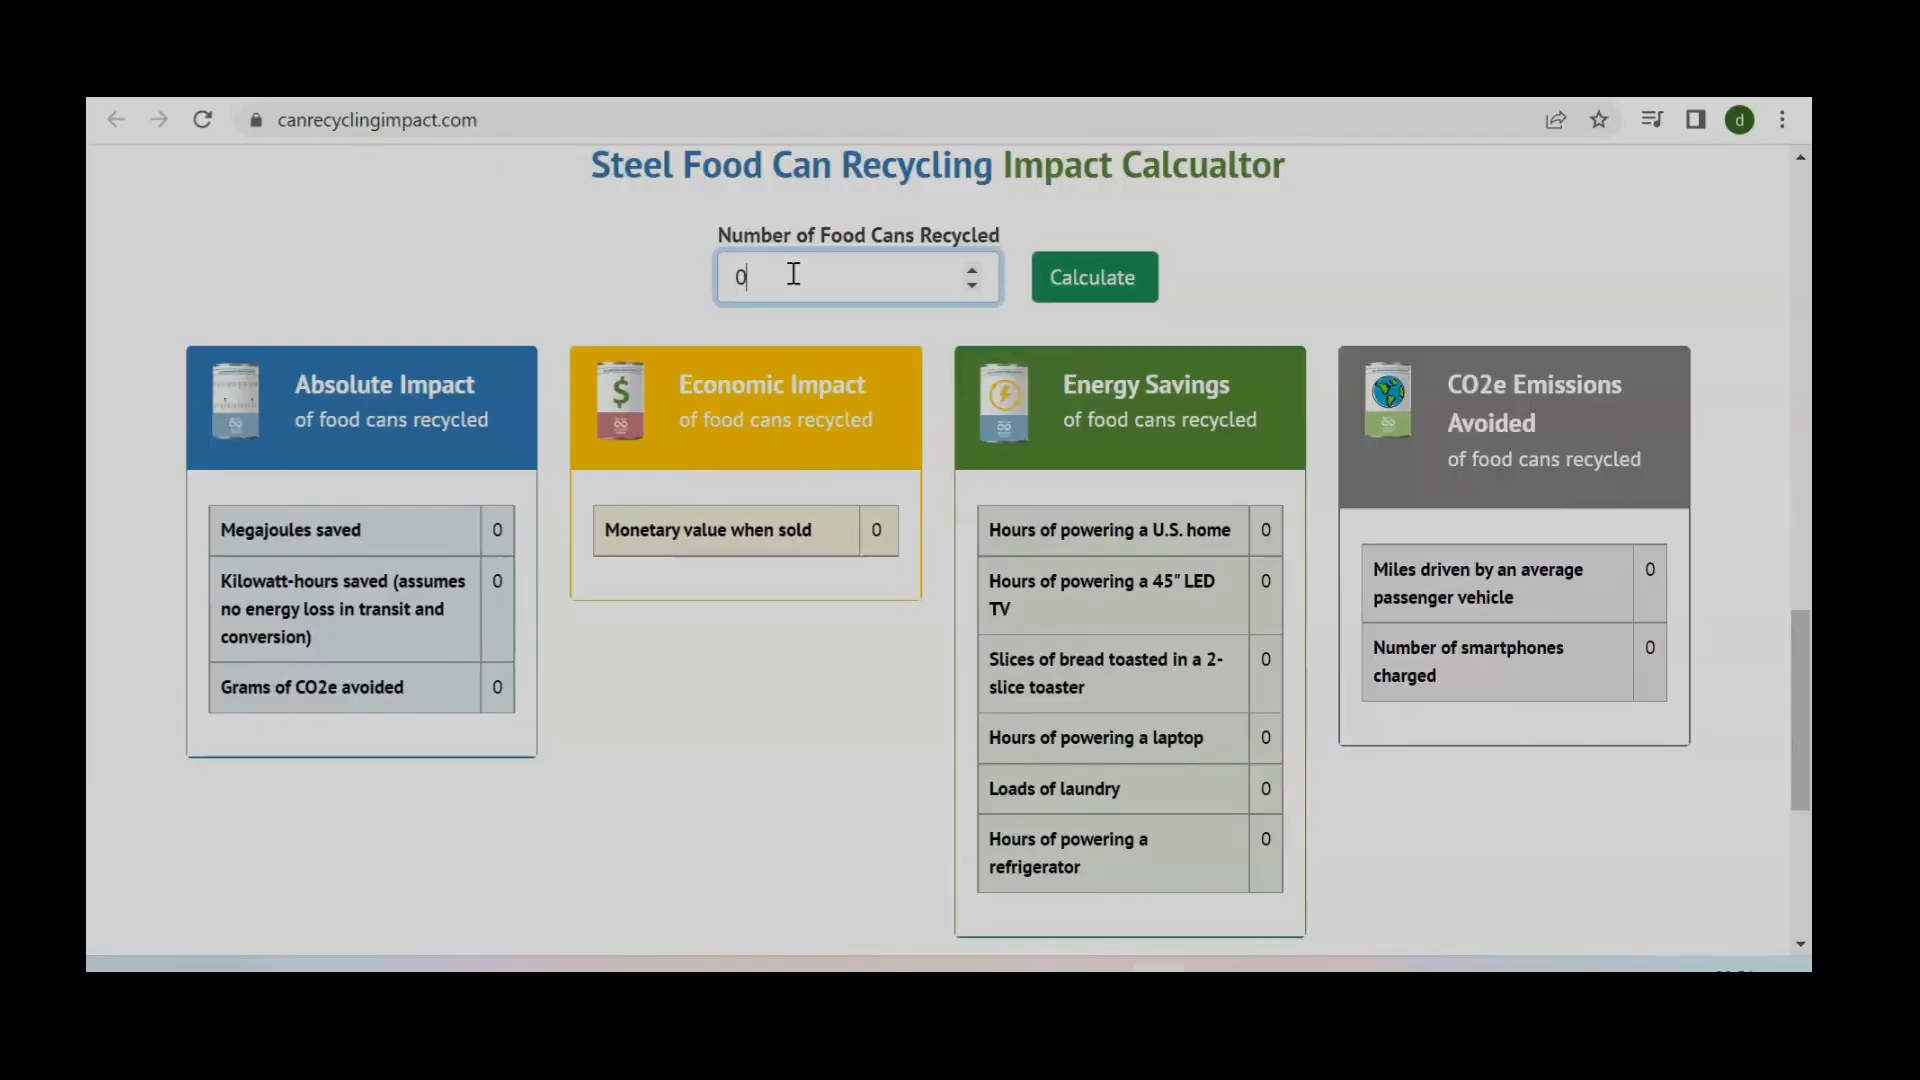 canrecyclingimpact.com
d
Steel Food Can Recycling Impact Calcualtor
Number of Food Cans Recycled
0
Calculate
Absolute Impact
of food cans recycled
Megajoules saved 0
Kilowatt-hours saved (assumes 0
no energy loss in transit and
conversion)
Grams of CO2e avoided 0
$
Economic Impact
of food cans recycled
Monetary value when sold 0
Energy Savings
of food cans recycled
Hours of powering a U.S. home 0
Hours of powering a 45" LED 0
TV
Slices of bread toasted in a 2- 0
slice toaster
Hours of powering a laptop 0
Loads of laundry 0
Hours of powering a 0
refrigerator
CO2e Emissions
Avoided
of food cans recycled
Miles driven by an average 0
passenger vehicle
Number of smartphones 0
charged